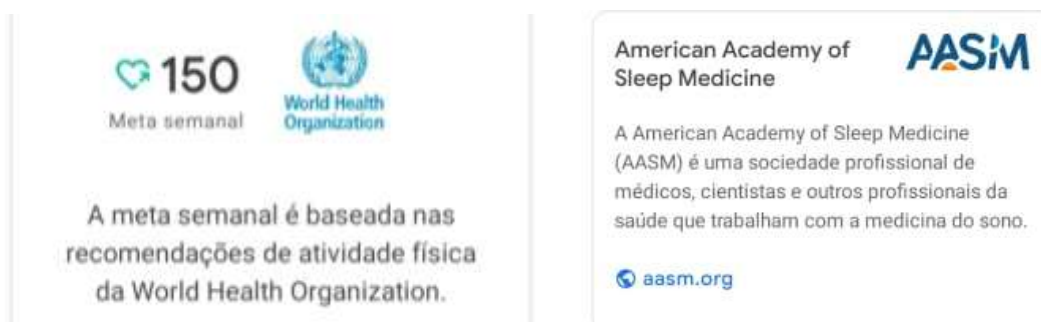 150
Meta semanal
World Health
Organization
A meta semanal é baseada nas
recomendações de atividade física
da World Health Organization.
American Academy of
Sleep Medicine
AASM
A American Academy of Sleep Medicine
(AASM) é uma sociedade profissional de
médicos, cientistas e outros profissionais da
saúde que trabalham com a medicina do sono.
aasm.org